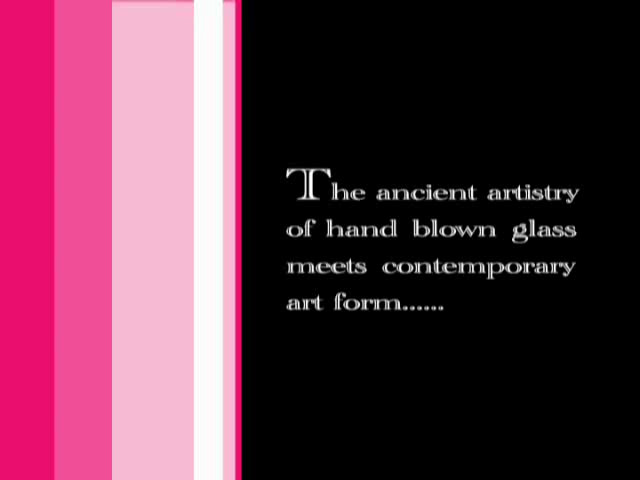 The ancient artistry
of hand blown glass
meets contemporary
art form......